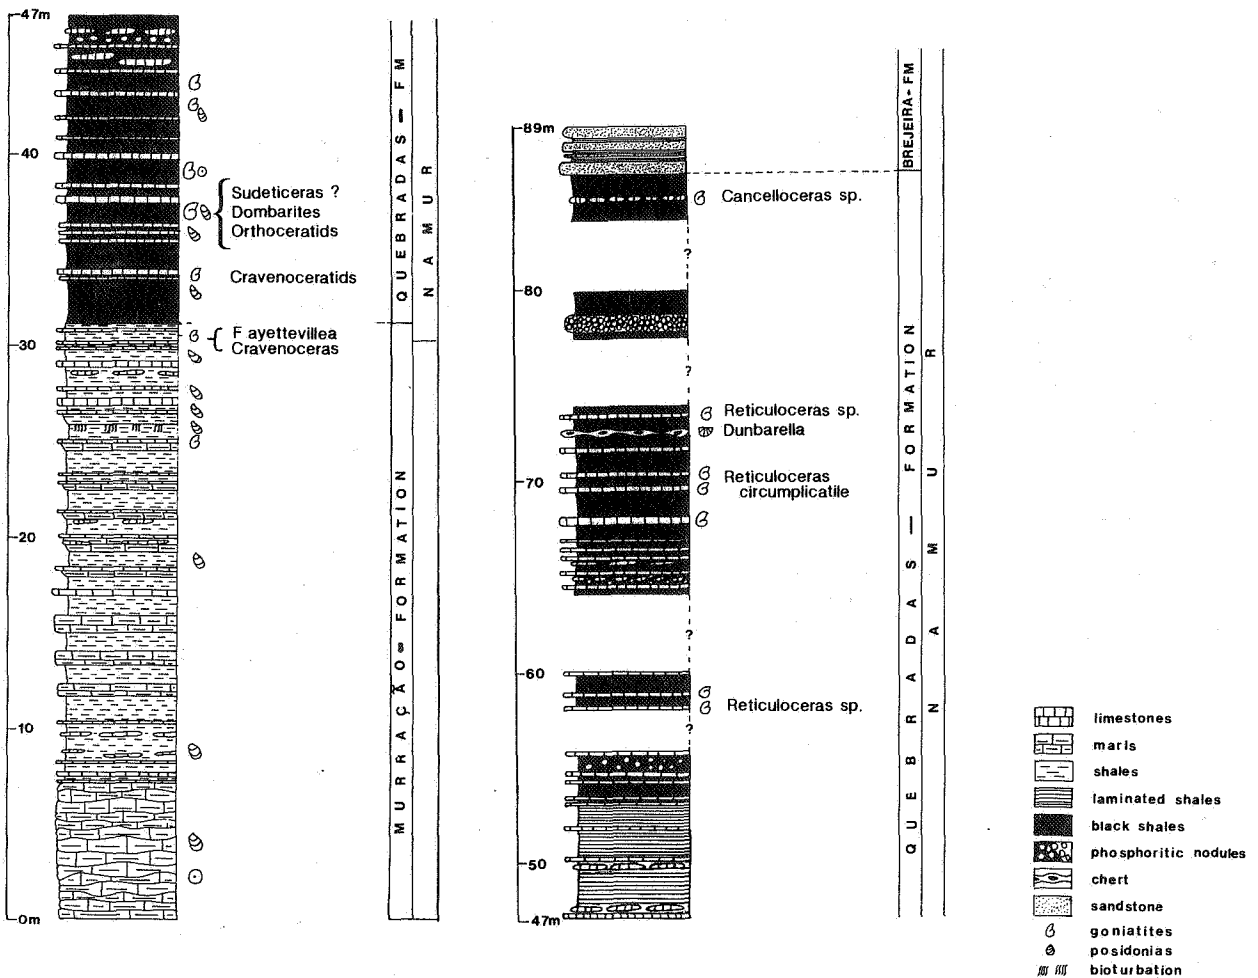 47m
40
30
20
10
0m
Sudeticeras ?
Dombarites
Orthoceratids
Cravenoceratids
F ayettevillea
Cravenoceras
QUEBRADAS — FM
NAMUR
MURRAÇÃO = FORMATION
89m
80
70
60
50
47m
Cancelloceras sp.
?
?
Reticuloceras sp.
Dunbarella
Reticuloceras
circumplicatile
?
Reticuloceras sp.
?
BREJEIRA - FM
QUEBRADAS — FORMATION
NAMUR
limestones
marls
shales
laminated shales
black shales
phosphoritic nodules
chert
sandstone
goniatites
posidonias
bioturbation